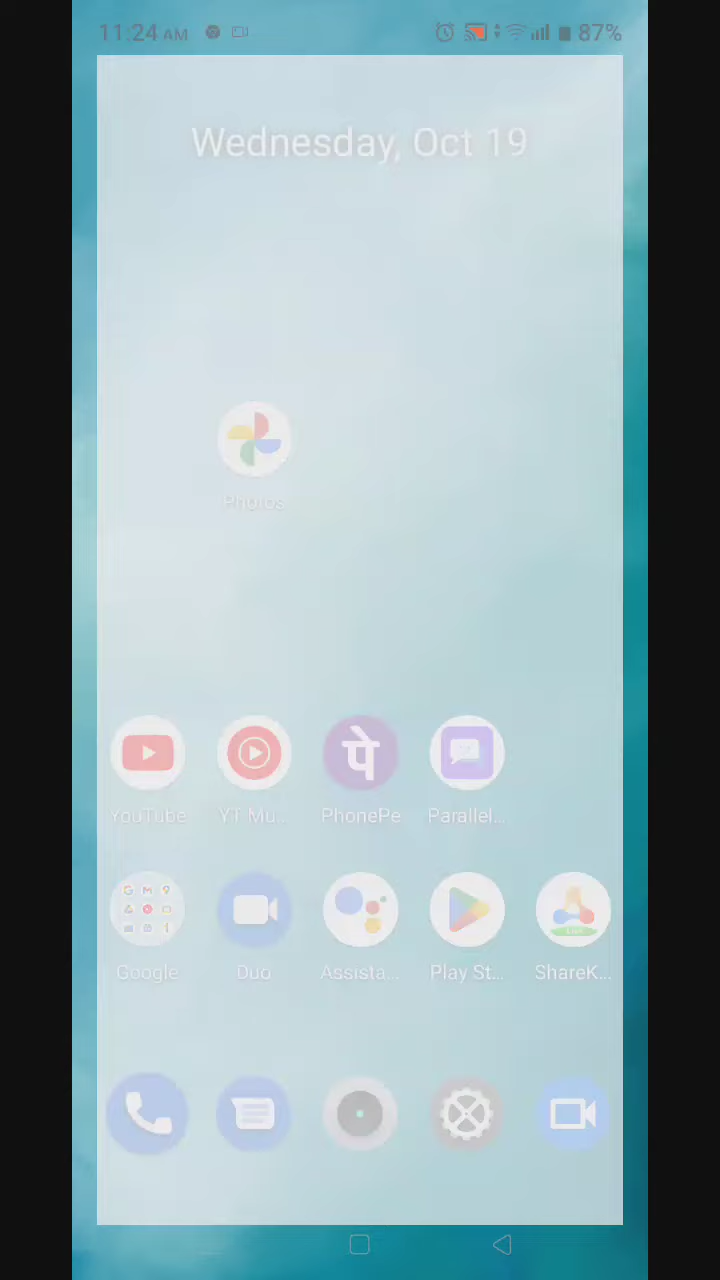 11:24 AM
87%
Wednesday, Oct 19
Photos
YouTube
YT Mu...
PhonePe
Parallel...
पे
Google
Duo
Assista...
Play St...
ShareK...